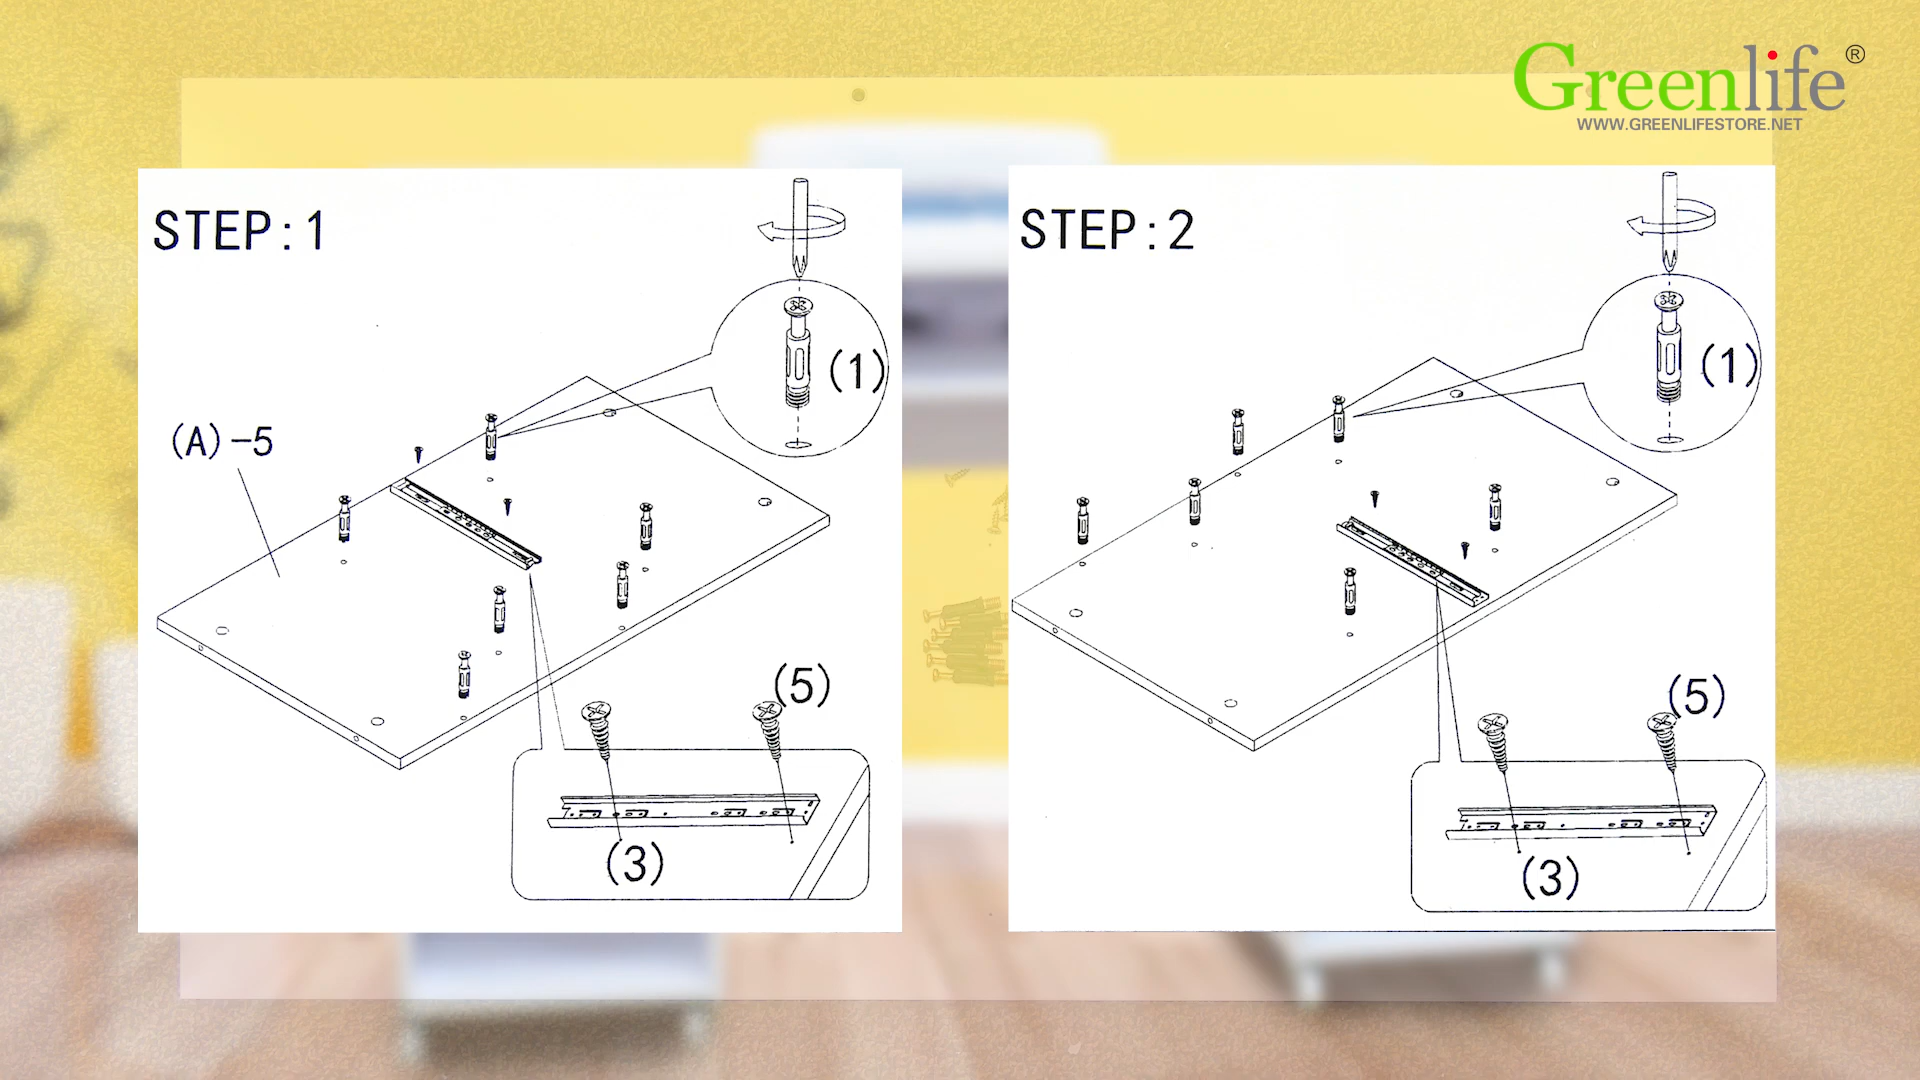 Greenlife®
WWW.GREENLIFESTORE.NET
STEP:1
(1)
(A)-5
(5)
(3)
STEP:2
(1)
(5)
(3)